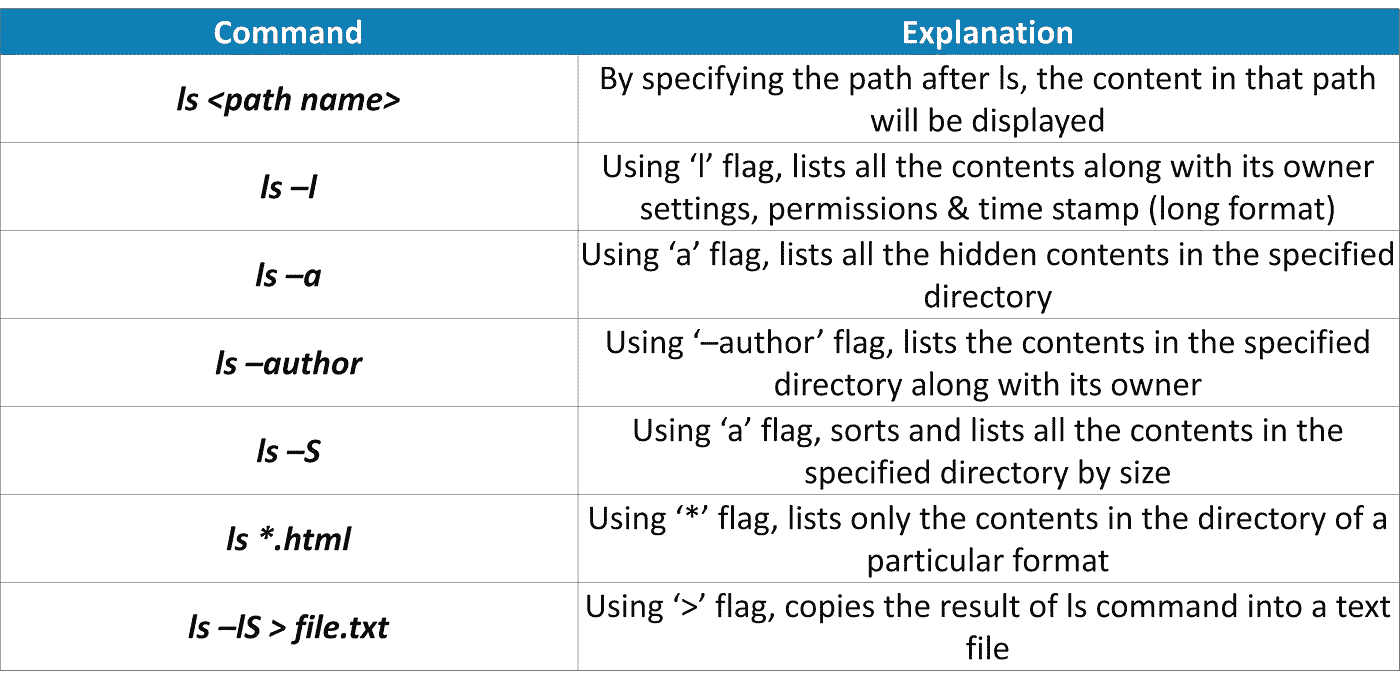 Command
Explanation
ls <path name>
By specifying the path after ls, the content in that path
will be displayed
ls –l
Using ‘l’ flag, lists all the contents along with its owner
settings, permissions & time stamp (long format)
ls –a
Using ‘a’ flag, lists all the hidden contents in the specified
directory
ls –author
Using ‘–author’ flag, lists the contents in the specified
directory along with its owner
ls –S
Using ‘a’ flag, sorts and lists all the contents in the
specified directory by size
ls *.html
Using ‘*’ flag, lists only the contents in the directory of a
particular format
ls –lS > file.txt
Using ‘>’ flag, copies the result of ls command into a text
file